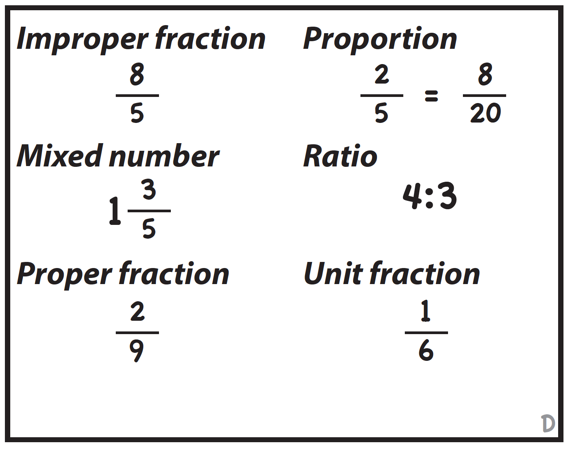 Improper fraction
8
5
Proportion
2
5
=
8
20
Mixed number
1 3
5
Ratio
4:3
Proper fraction
2
9
Unit fraction
1
6
D